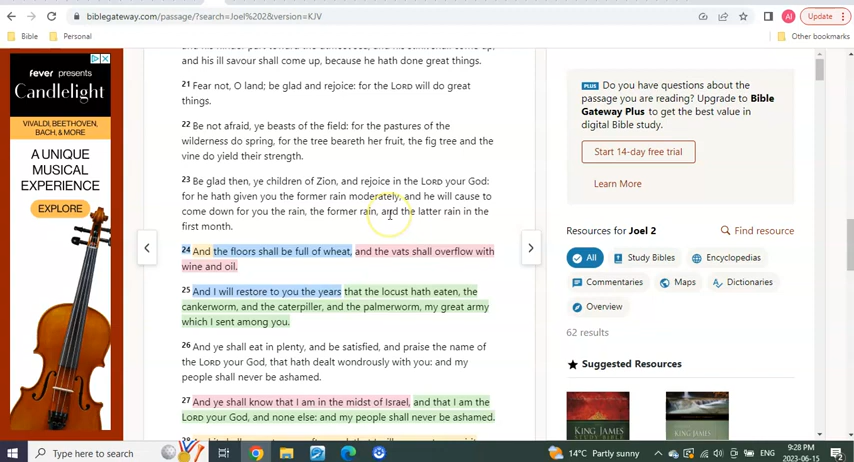 biblegateway.com/passage/?search=Joel%202&version=KJV
AI
Update
Bible
Personal
Other bookmarks
fever presents
Candlelight
VIVALDI, BEETHOVEN,
BACH, & MORE
A UNIQUE
MUSICAL
EXPERIENCE
EXPLORE
and his ill savour shall come up, because he hath done great things.
21 Fear not, O land; be glad and rejoice: for the LORD will do great
things.
22 Be not afraid, ye beasts of the field: for the pastures of the
wilderness do spring, for the tree beareth her fruit, the fig tree and the
vine do yield their strength.
23 Be glad then, ye children of Zion, and rejoice in the LORD your God:
for he hath given you the former rain moderately, and he will cause to
come down for you the rain, the former rain, and the latter rain in the
first month.
24 And the floors shall be full of wheat, and the vats shall overflow with
wine and oil.
25 And I will restore to you the years that the locust hath eaten, the
cankerworm, and the caterpiller, and the palmerworm, my great army
which I sent among you.
26 And ye shall eat in plenty, and be satisfied, and praise the name of
the LORD your God, that hath dealt wondrously with you: and my
people shall never be ashamed.
27 And ye shall know that I am in the midst of Israel, and that I am the
LORD your God, and none else: and my people shall never be ashamed.
PLUS Do you have questions about the
passage you are reading? Upgrade to Bible
Gateway Plus to get the best value in
digital Bible study.
Start 14-day free trial
Learn More
Resources for Joel 2
Find resource
All
Study Bibles
Encyclopedias
Commentaries
Maps
Dictionaries
Overview
62 results
Suggested Resources
KING JAMES
KING JAMES
Type here to search
14°C Partly sunny
ENG
9:28 PM
2023-06-15
2